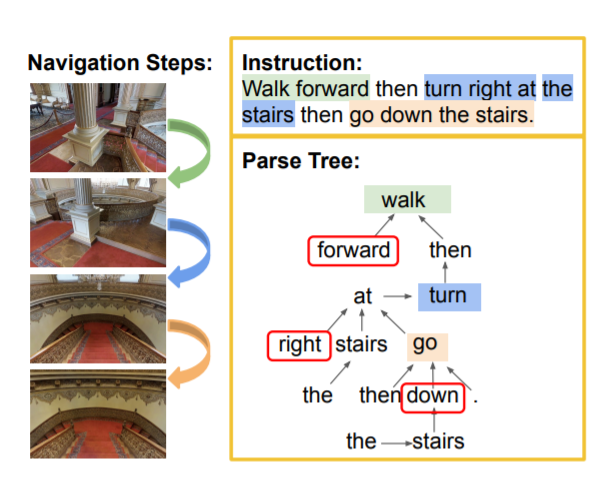 Navigation Steps:
Instruction:
Walk forward then turn right at the
stairs then go down the stairs.
Parse Tree:
walk
forward then
at turn
right stairs go
the then down .
the stairs